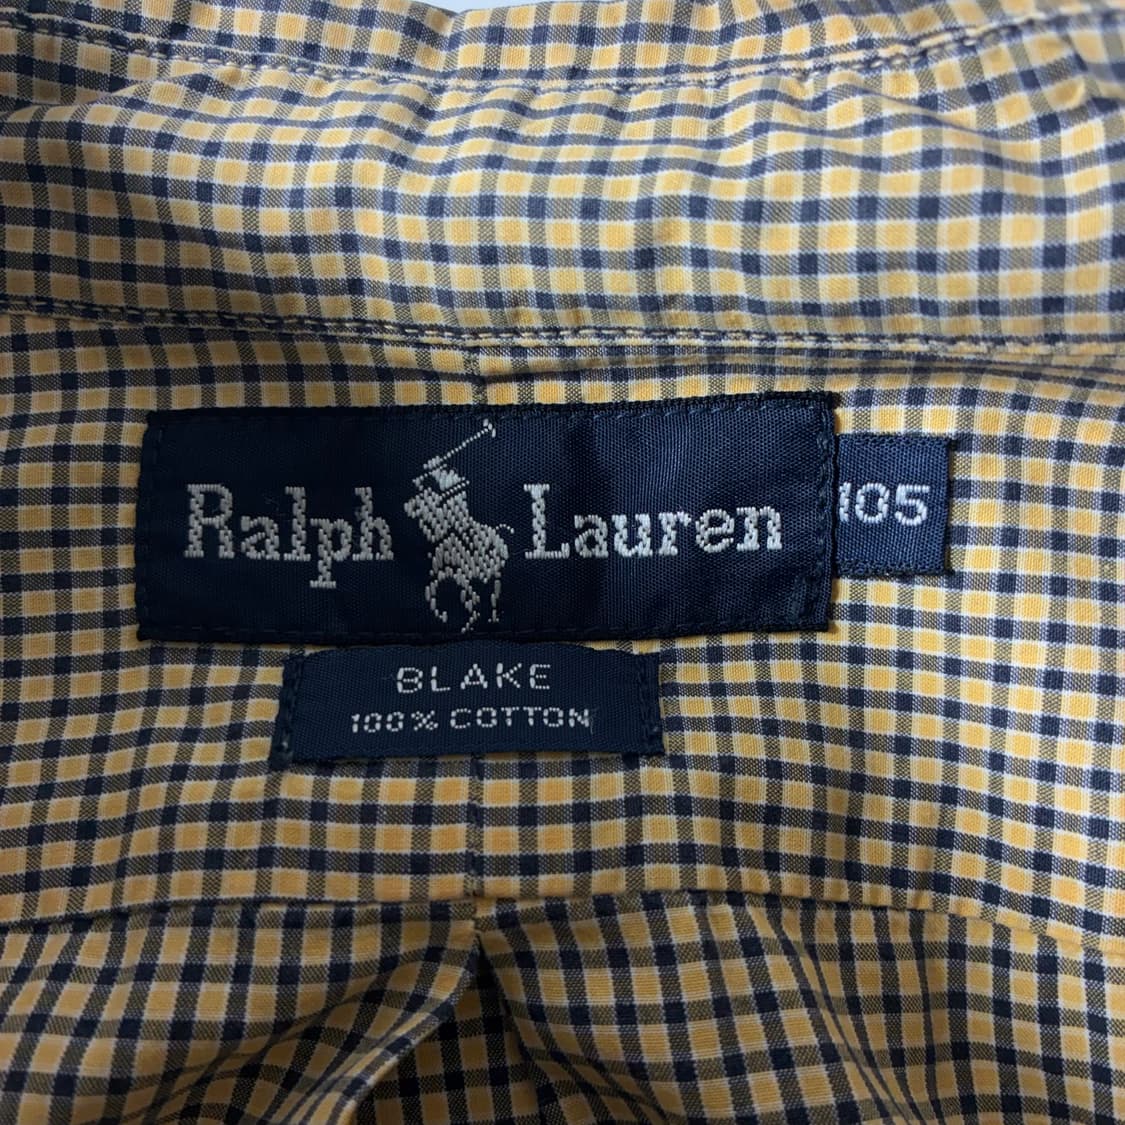 Ralph Lauren
105
BLAKE
100% COTTON